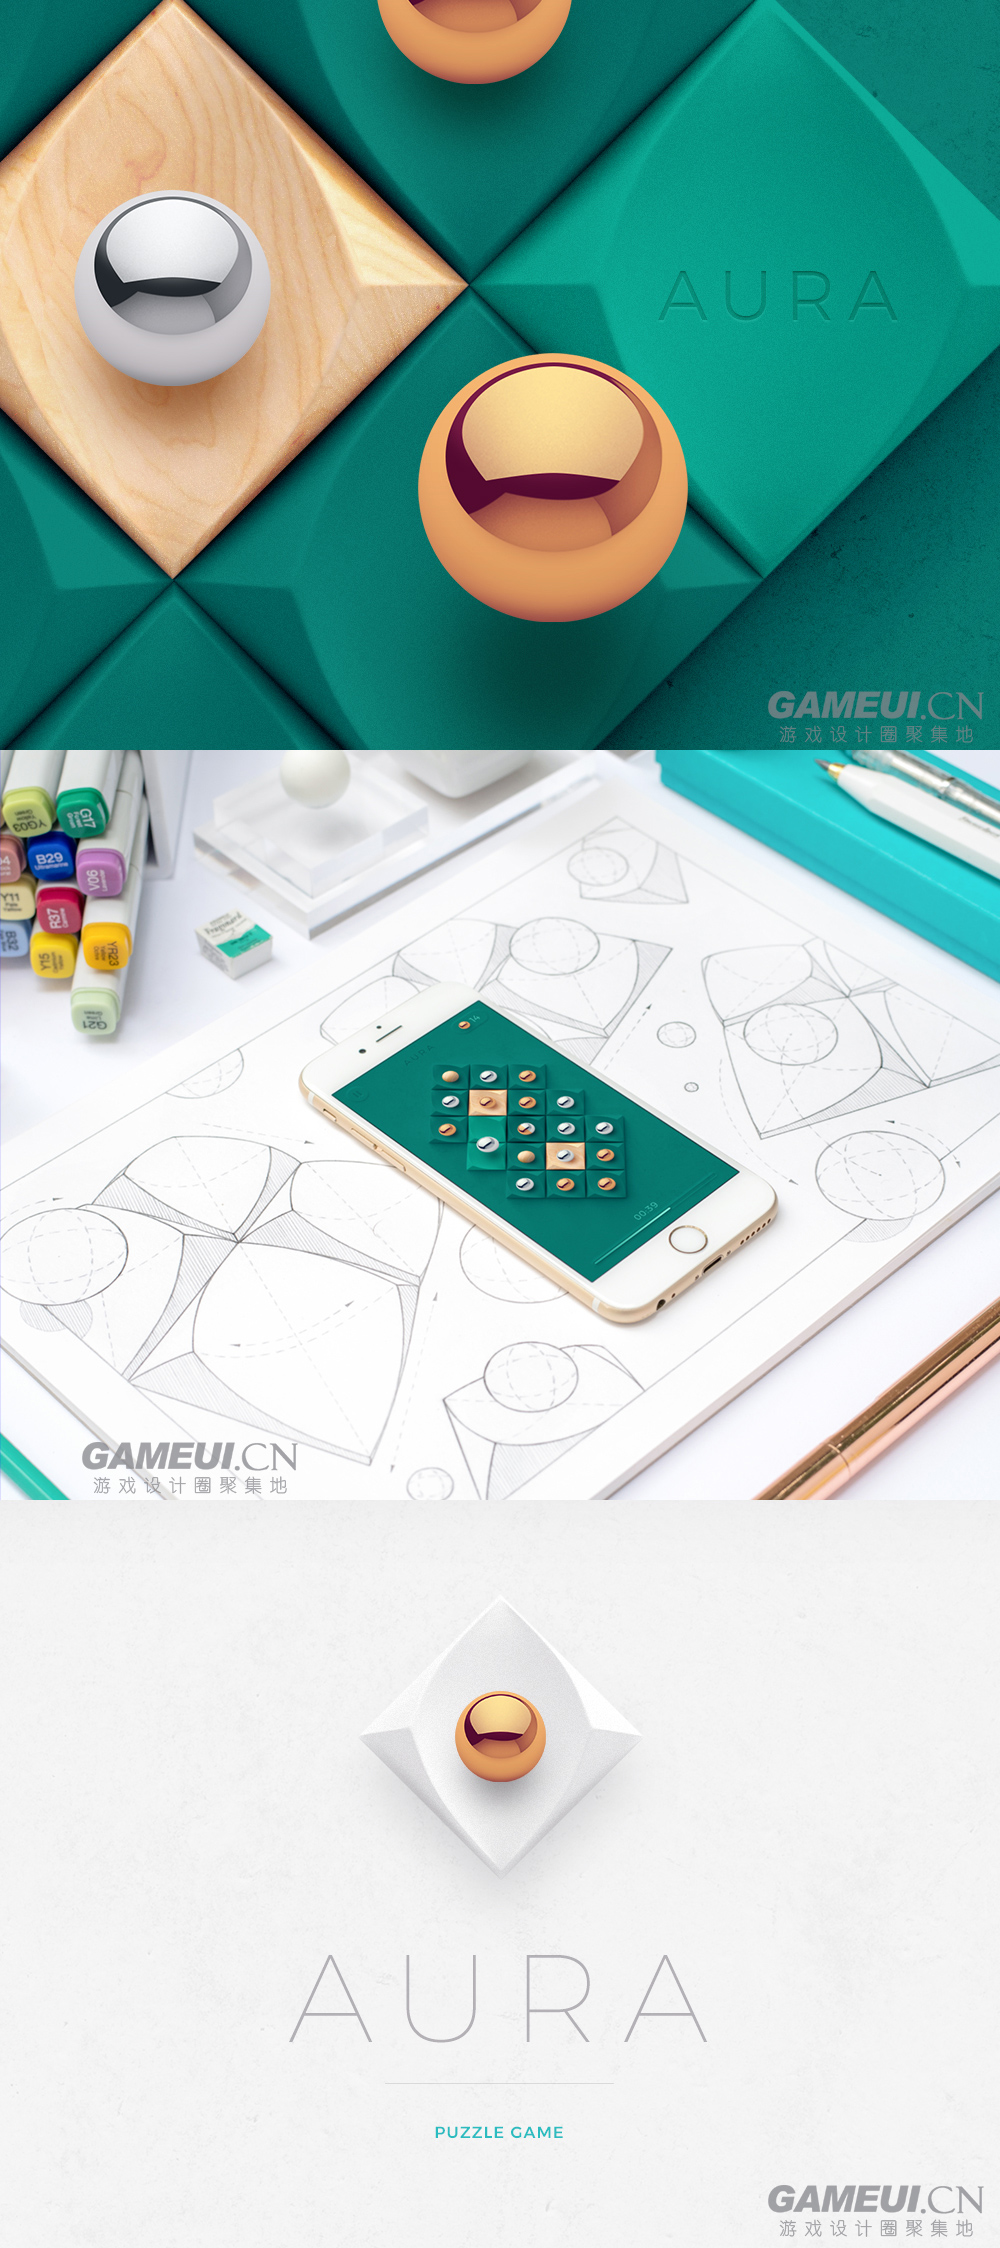 AURA
GAMEUI.CN
游戏设计圈聚集地
YG03
G17
B29
Ultramarine
V06
Y11
R37
B32
Y15
YR23
G21
AURA
14
00:39
GAMEUI.CN
游戏设计圈聚集地
AURA
PUZZLE GAME
GAMEUI.CN
游戏设计圈聚集地